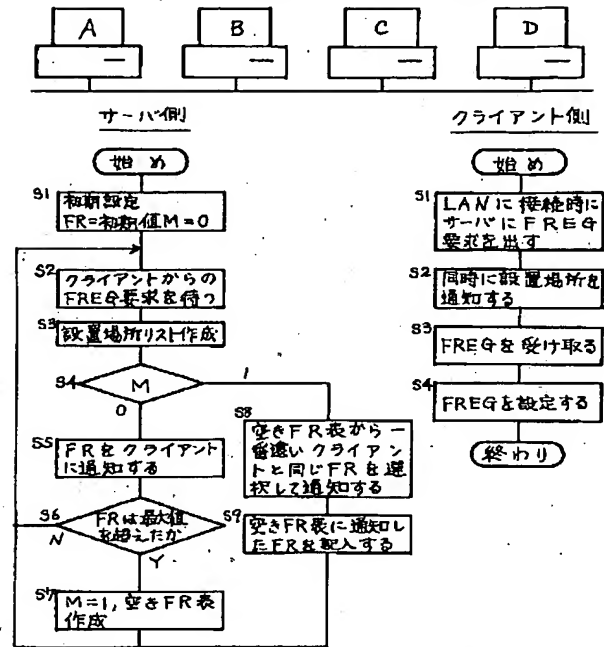 A
B
C
D
サーバ側
始め
S1
初期設定
FR=初期値M=0
S2
クライアントからの
FREG要求を待つ
S3
設置場所リスト作成
S4
M
0
1
S5
FRをクライアント
に通知する
S6
FRは最大値
を超えたか
N
Y
S7
M=1,空きFR表
作成
S8
空きFR表から一
番遠いクライアン
トと同じFRを選
択して通知する
S9
空きFR表に通知し
たFRを記入する
クライアント側
始め
S1
LANに接続時に
サーバにFREG
要求を出す
S2
同時に設置場所を
通知する
S3
FREGを受け取る
S4
FREGを設定する
終わり